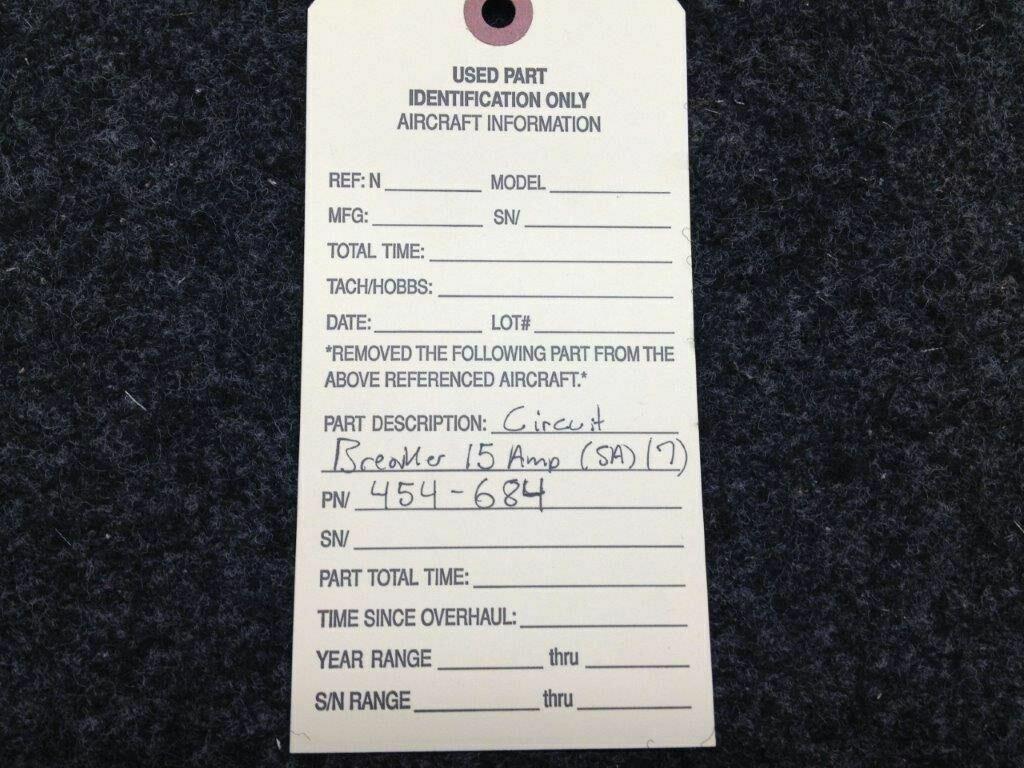 USED PART
IDENTIFICATION ONLY
AIRCRAFT INFORMATION
REF: N MODEL
MFG: SN/
TOTAL TIME:
TACH/HOBBS:
DATE: LOT#
*REMOVED THE FOLLOWING PART FROM THE
ABOVE REFERENCED AIRCRAFT.*
PART DESCRIPTION: Circuit
Breaker 15 Amp (SA) (7)
PN/ 454-684
SN/
PART TOTAL TIME:
TIME SINCE OVERHAUL:
YEAR RANGE thru
S/N RANGE thru